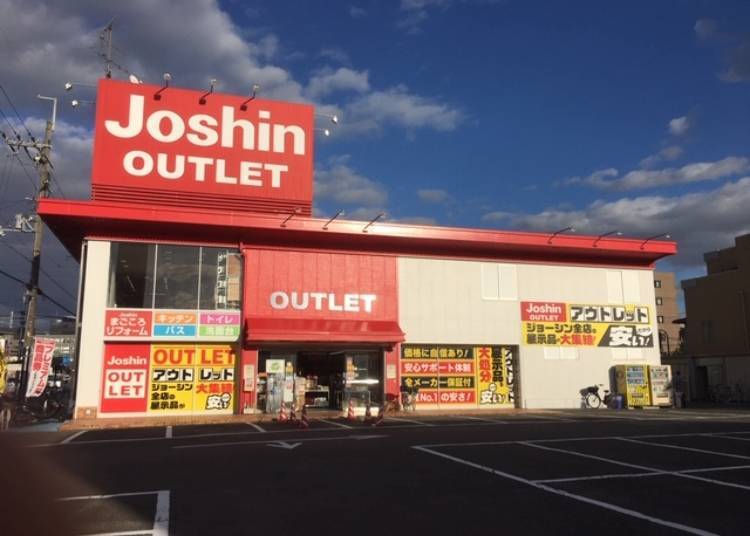 Joshin
OUTLET
OUTLET
Joshin
まごころ
リフォーム
キッチン
トイレ
バス
洗面台
Joshin
OUT
LET
OUTLET
アウトレット
ジョーシン 大集結
全店の
展示品が
安い!
価格に自信あり!
安心サポート体制
全メーカー保証付
No.1の安さ!
展示品
大処分
Joshin
OUTLET
アウトレット
ジョーシン全店の
展示品が大集結!
安い!